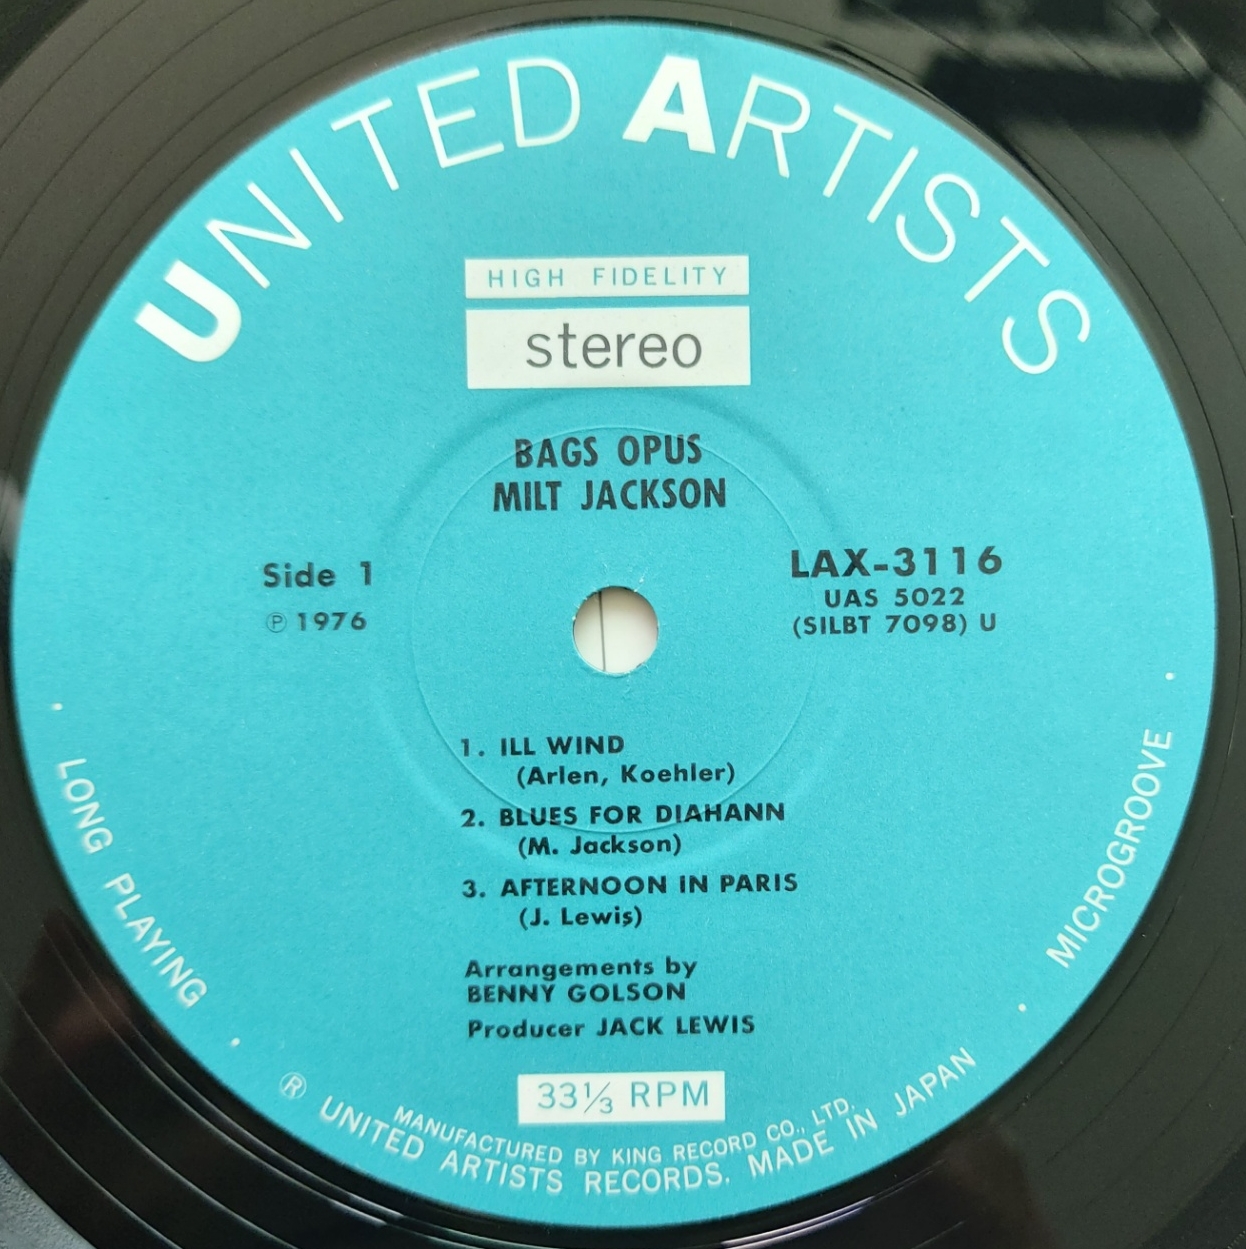 UNITED ARTISTS
HIGH FIDELITY
stereo
BAGS OPUS
MILT JACKSON
Side 1
Ⓟ 1976
LAX-3116
UAS 5022
(SILBT 7098) U
1. ILL WIND
(Arlen, Koehler)
2. BLUES FOR DIAHANN
(M. Jackson)
3. AFTERNOON IN PARIS
(J. Lewis)
Arrangements by
BENNY GOLSON
Producer JACK LEWIS
33⅓ RPM
· LONG PLAYING ·
MICROGROOVE
MANUFACTURED BY KING RECORD CO., LTD.
® UNITED ARTISTS RECORDS. MADE IN JAPAN